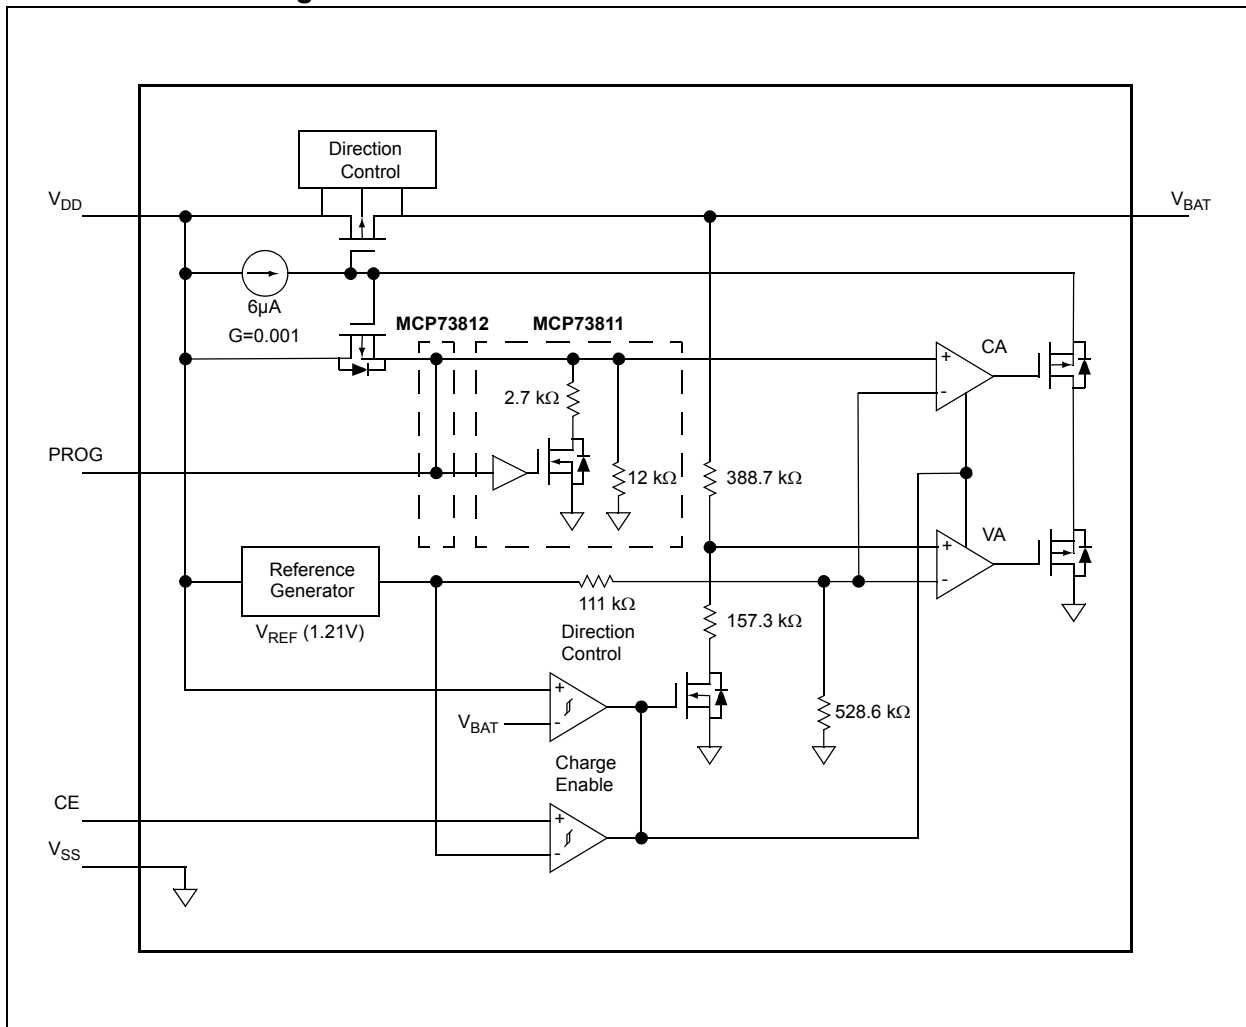 Direction
Control
V_DD
V_BAT
6µA
G=0.001
MCP73812
MCP73811
CA
+
-
2.7 kΩ
PROG
12 kΩ
388.7 kΩ
VA
+
-
Reference
Generator
111 kΩ
V_REF (1.21V)
157.3 kΩ
Direction
Control
+
528.6 kΩ
V_BAT
-
Charge
Enable
CE
+
V_SS
-